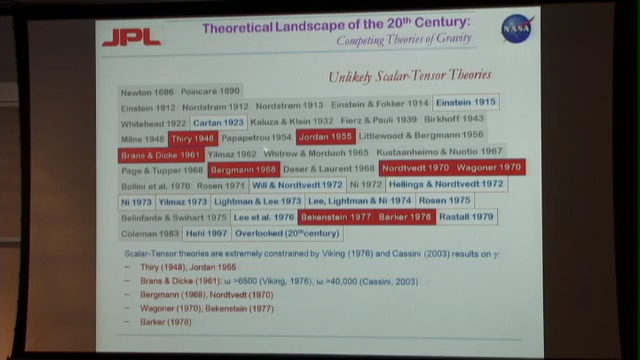 JPL
Theoretical Landscape of the 20th Century:
Competing Theories of Gravity
NASA
Unlikely Scalar-Tensor Theories
Newton 1686 Poincaré 1890
Einstein 1912 Nordstrøm 1912 Nordstrøm 1913 Einstein & Fokker 1914 Einstein 1915
Whitehead 1922 Cartan 1923 Kaluza & Klein 1932 Fierz & Pauli 1939 Birkhoff 1943
Milne 1948 Thiry 1948 Papapetrou 1954 Jordan 1955 Littlewood & Bergmann 1956
Brans & Dicke 1961 Yilmaz 1962 Whitrow & Morduch 1965 Kustaanheimo & Nuotio 1967
Page & Tupper 1968 Bergmann 1968 Deser & Laurent 1968 Nordtvedt 1970 Wagoner 1970
Bollini et al. 1970 Rosen 1971 Will & Nordtvedt 1972 Ni 1972 Hellings & Nordtvedt 1972
Ni 1973 Yilmaz 1973 Lightman & Lee 1973 Lee, Lightman & Ni 1974 Rosen 1975
Belinfante & Swihart 1975 Lee et al. 1976 Bekenstein 1977 Barker 1978 Rastall 1979
Coleman 1983 Hehl 1997 Overlooked (20th century)
Scalar-Tensor theories are extremely constrained by Viking (1976) and Cassini (2003) results on γ:
– Thiry (1948), Jordan 1955
– Brans & Dicke (1961): ω >6500 (Viking, 1976), ω >40,000 (Cassini, 2003)
– Bergmann (1968), Nordtvedt (1970)
– Wagoner (1970), Bekenstein (1977)
– Barker (1978)